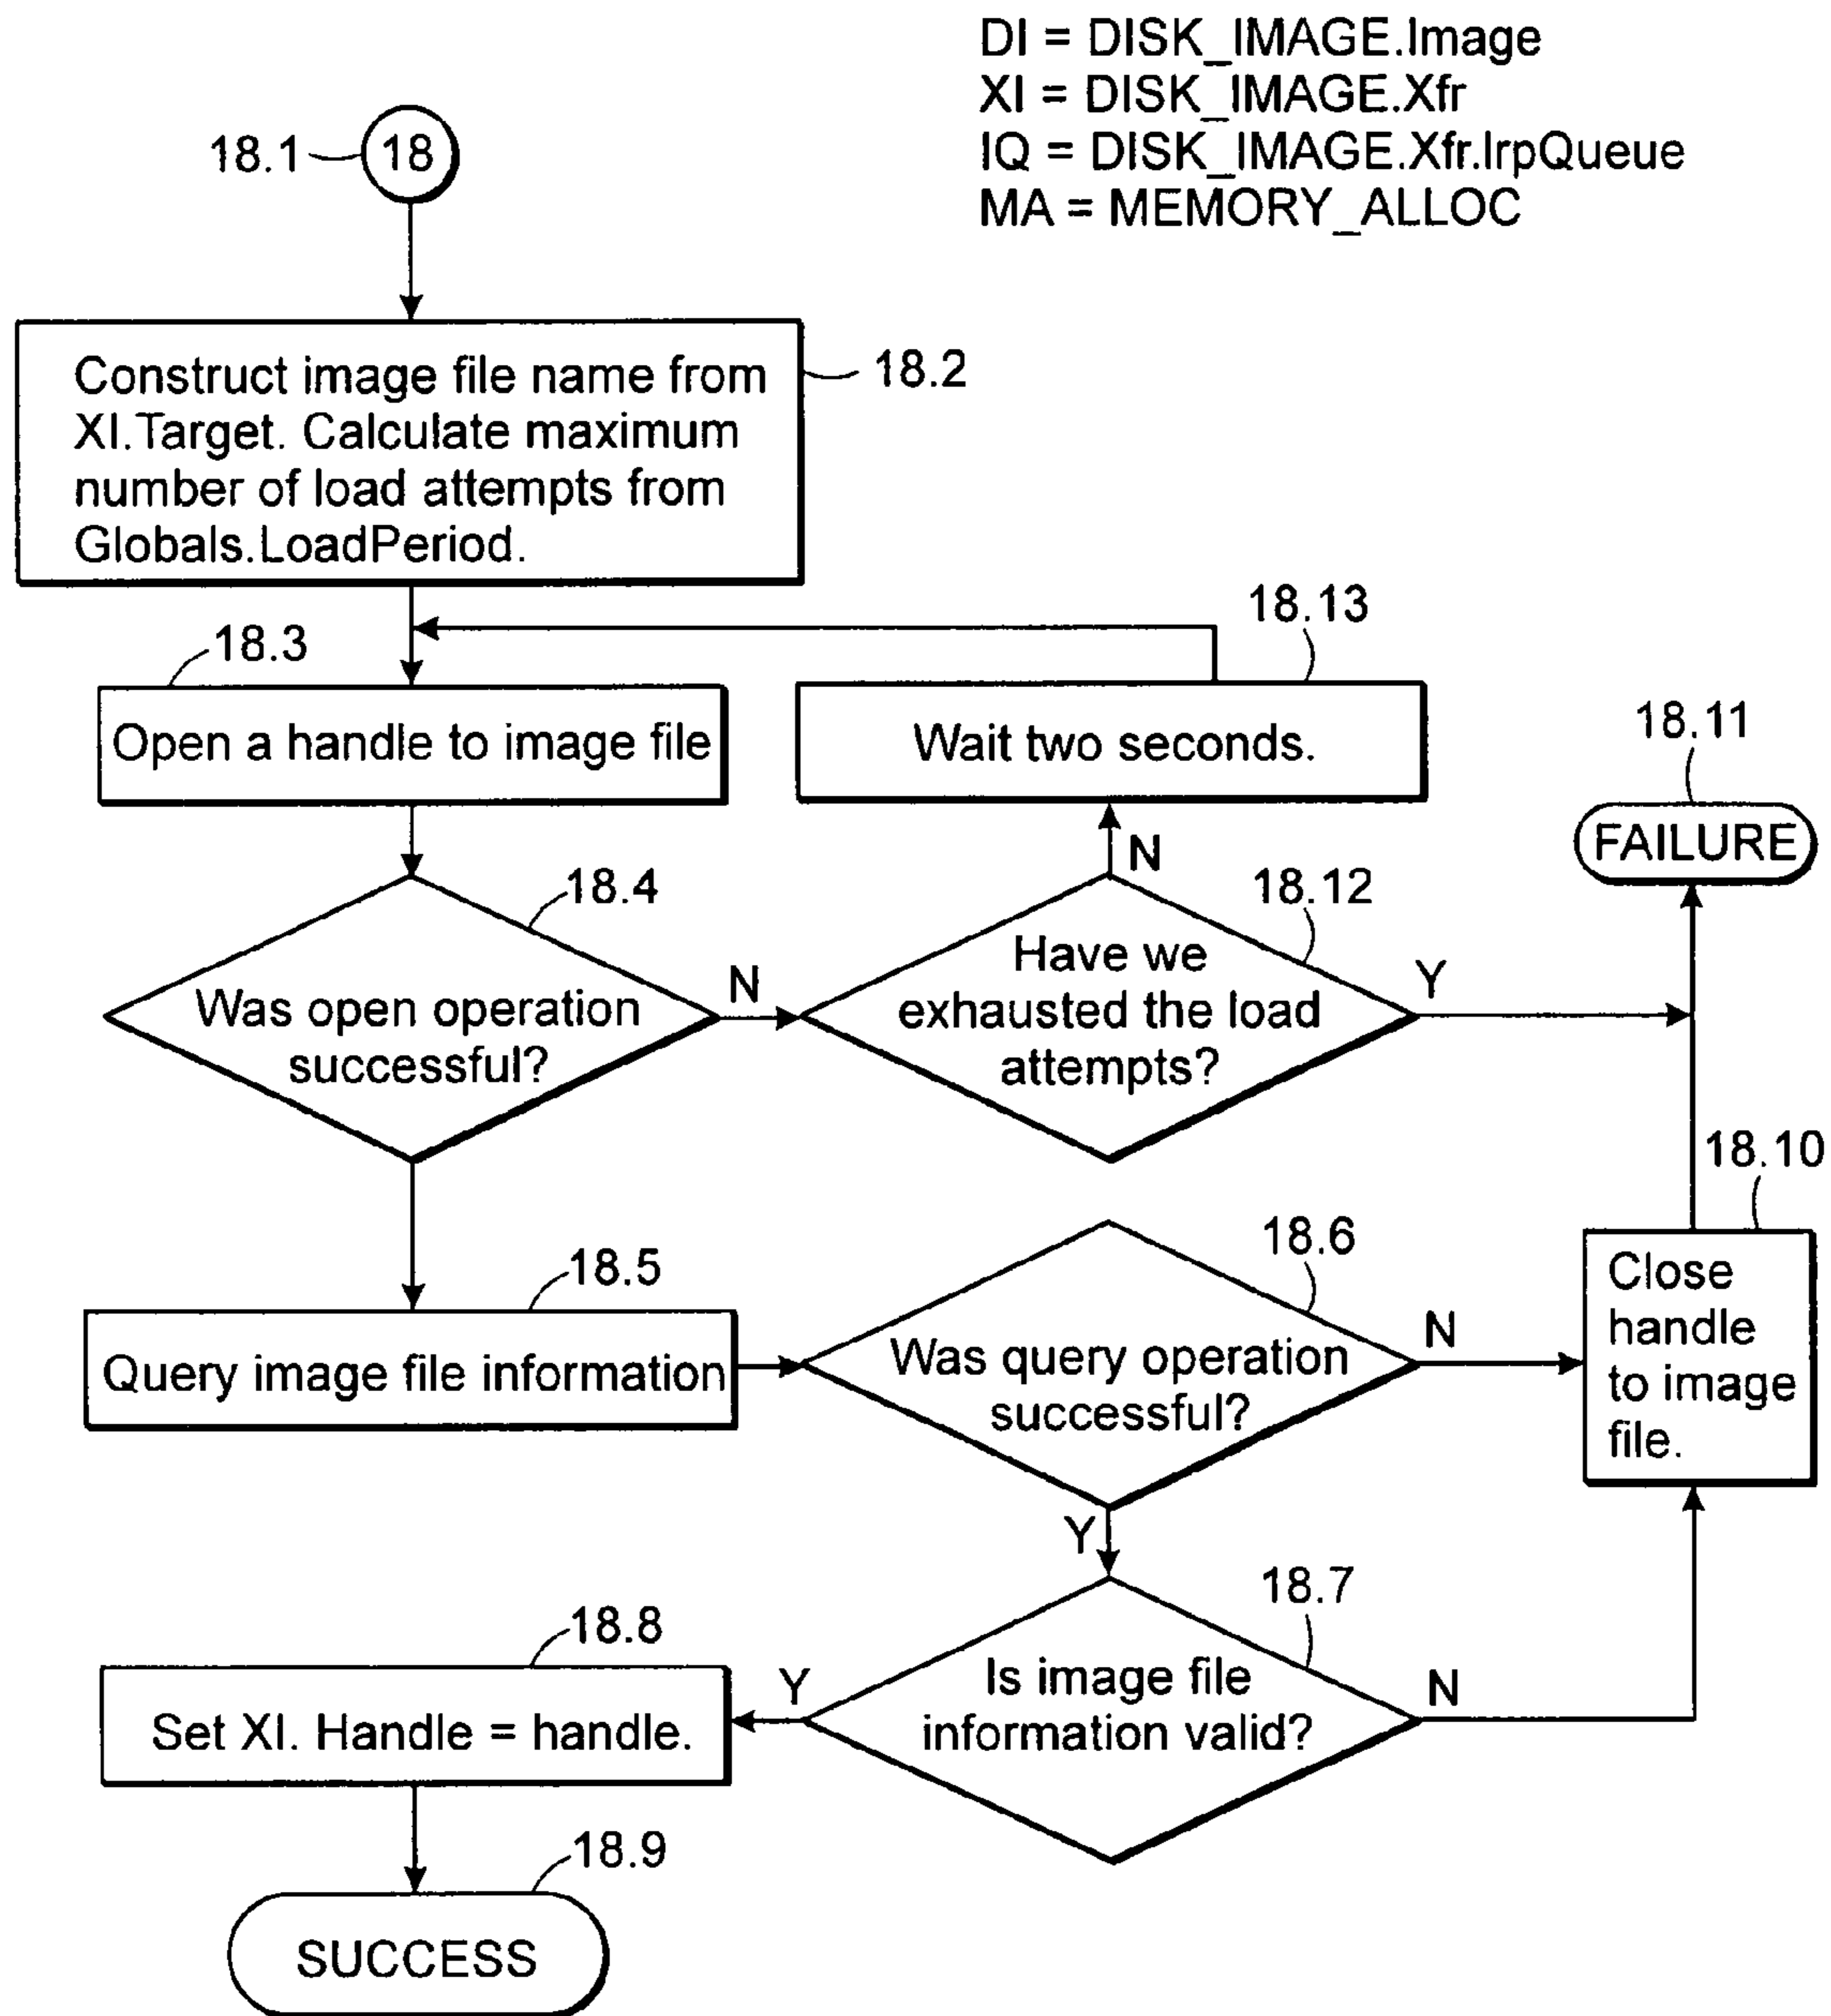 DI = DISK_IMAGE.Image
XI = DISK_IMAGE.Xfr
IQ = DISK_IMAGE.Xfr.IrpQueue
MA = MEMORY_ALLOC
18.1
18
18.2
Construct image file name from
XI.Target. Calculate maximum
number of load attempts from
Globals.LoadPeriod.
18.3
Open a handle to image file
18.13
Wait two seconds.
18.11
FAILURE
18.4
Was open operation
successful?
N
N
18.12
Have we
exhausted the load
attempts?
Y
18.5
Query image file information
18.6
Was query operation
successful?
N
Y
18.10
Close
handle
to image
file.
18.7
Is image file
information valid?
N
Y
18.8
Set XI. Handle = handle.
18.9
SUCCESS